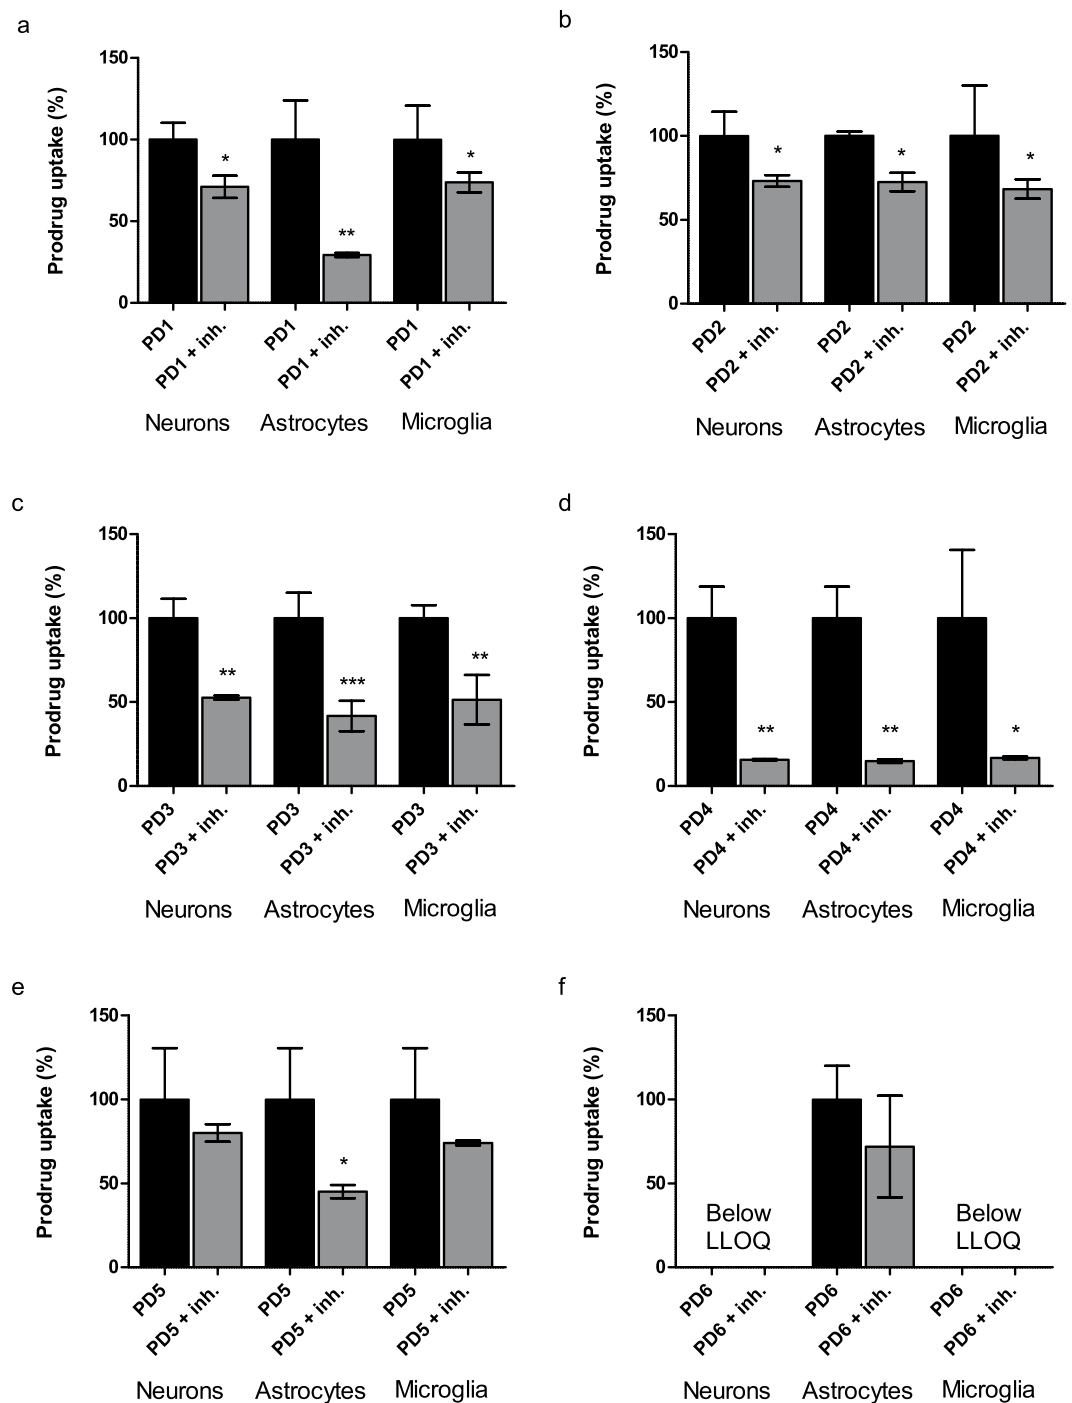 a
Prodrug uptake (%)
150
100
50
0
*
**
*
PD1
PD1 + inh.
PD1
PD1 + inh.
PD1
PD1 + inh.
Neurons
Astrocytes
Microglia
b
Prodrug uptake (%)
150
100
50
0
*
*
*
PD2
PD2 + inh.
PD2
PD2 + inh.
PD2
PD2 + inh.
Neurons
Astrocytes
Microglia
c
Prodrug uptake (%)
150
100
50
0
**
***
**
PD3
PD3 + inh.
PD3
PD3 + inh.
PD3
PD3 + inh.
Neurons
Astrocytes
Microglia
d
Prodrug uptake (%)
150
100
50
0
**
**
*
PD4
PD4 + inh.
PD4
PD4 + inh.
PD4
PD4 + inh.
Neurons
Astrocytes
Microglia
e
Prodrug uptake (%)
150
100
50
0
*
PD5
PD5 + inh.
PD5
PD5 + inh.
PD5
PD5 + inh.
Neurons
Astrocytes
Microglia
f
Prodrug uptake (%)
150
100
50
0
Below
LLOQ
Below
LLOQ
PD6
PD6 + inh.
PD6
PD6 + inh.
PD6
PD6 + inh.
Neurons
Astrocytes
Microglia